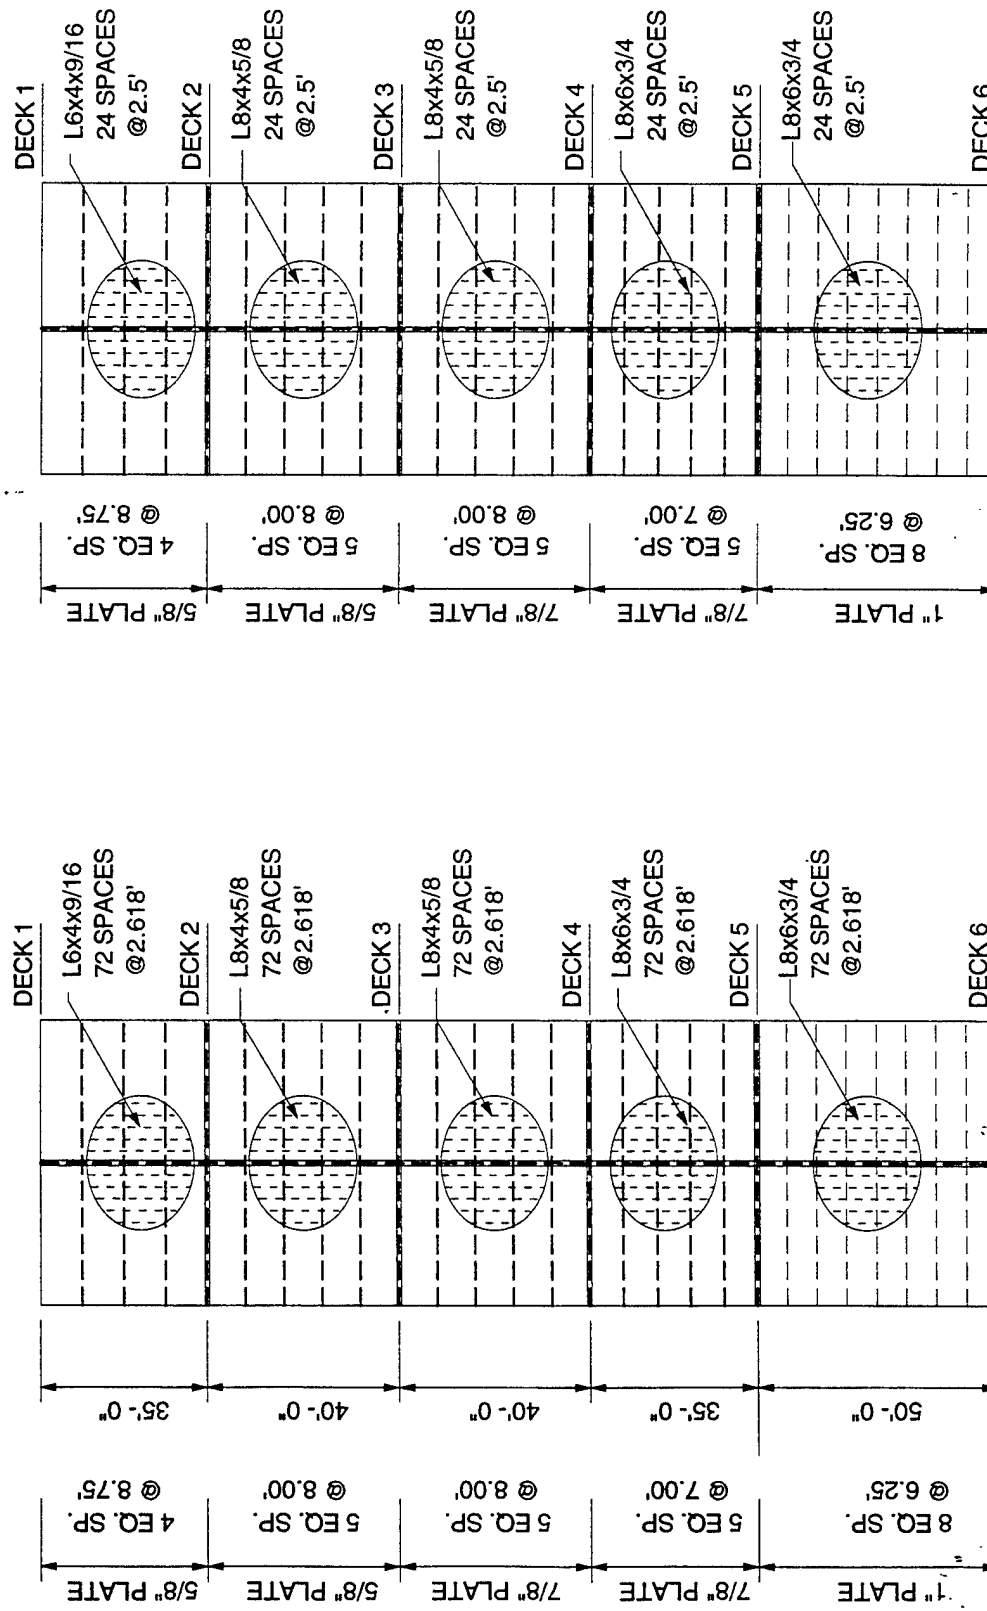 DECK 1
L6x4x9/16
24 SPACES
@2.5'
DECK 2
L8x4x5/8
24 SPACES
@2.5'
DECK 3
L8x4x5/8
24 SPACES
@2.5'
DECK 4
L8x6x3/4
24 SPACES
@2.5'
DECK 5
L8x6x3/4
24 SPACES
@2.5'
DECK 6
4 EQ. SP.
@ 8.75'
5/8" PLATE
5 EQ. SP.
@ 8.00'
5/8" PLATE
5 EQ. SP.
@ 8.00'
7/8" PLATE
5 EQ. SP.
@ 7.00'
7/8" PLATE
8 EQ. SP.
@ 6.25'
1" PLATE
DECK 1
L6x4x9/16
72 SPACES
@2.618'
DECK 2
L8x4x5/8
72 SPACES
@2.618'
DECK 3
L8x4x5/8
72 SPACES
@2.618'
DECK 4
L8x6x3/4
72 SPACES
@2.618'
DECK 5
L8x6x3/4
72 SPACES
@2.618'
DECK 6
35'- 0"
40'- 0"
40'- 0"
35'- 0"
50'- 0"
4 EQ. SP.
@ 8.75'
5/8" PLATE
5 EQ. SP.
@ 8.00'
5/8" PLATE
5 EQ. SP.
@ 8.00'
7/8" PLATE
5 EQ. SP.
@ 7.00'
7/8" PLATE
8 EQ. SP.
@ 6.25'
1" PLATE